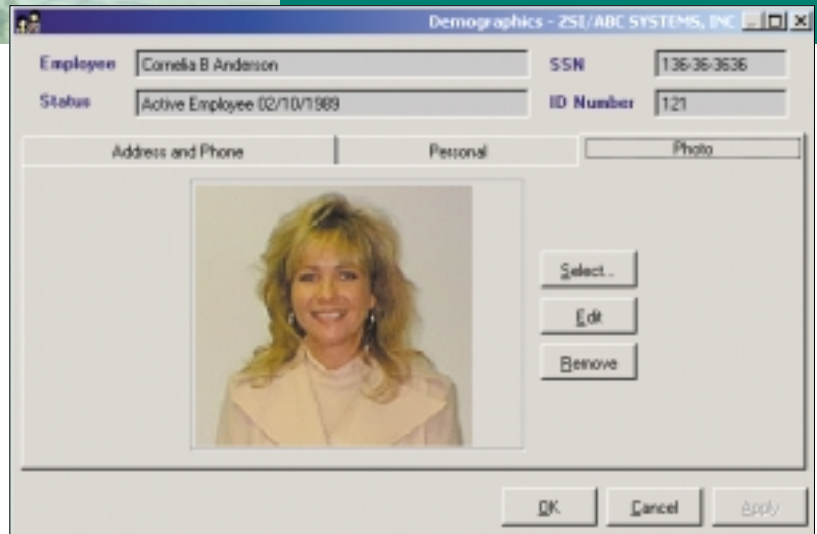 Demographics - ZSI/ABC SYSTEMS, INC
Employee Cornelia B Anderson SSN 136-36-3636
Status Active Employee 02/10/1989 ID Number 121
Address and Phone Personal Photo
Select...
Edit
Remove
OK Cancel Apply